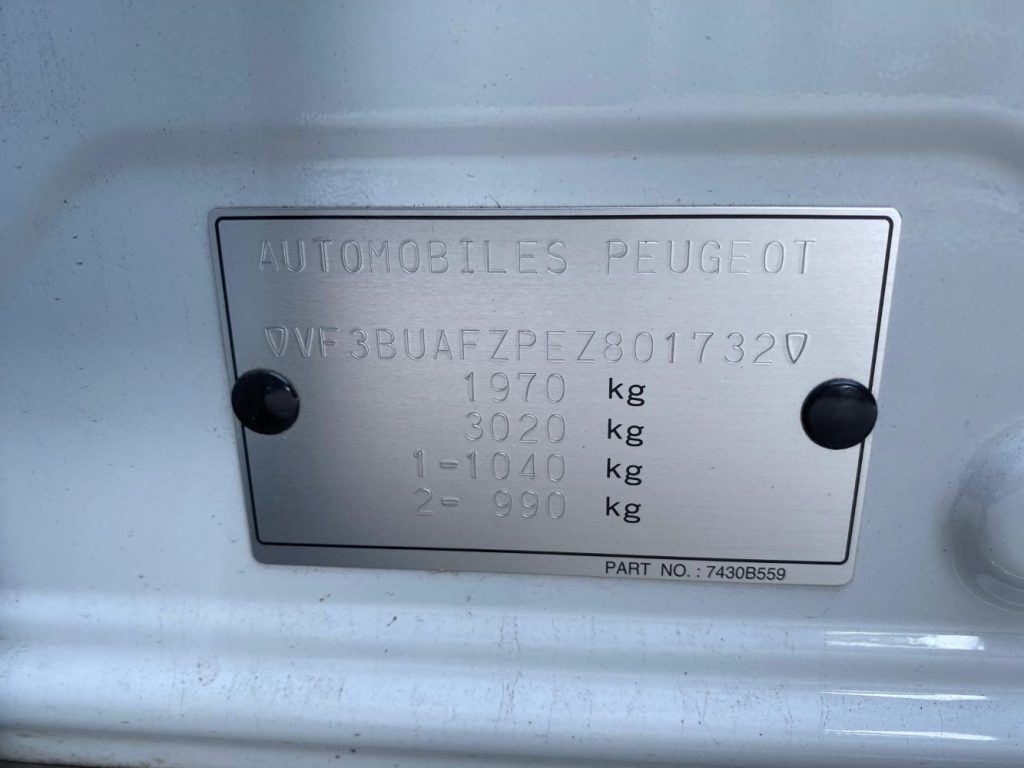 AUTOMOBILES PEUGEOT
VF3BUAFZPEZ801732
1970 kg
3020 kg
1-1040 kg
2- 990 kg
PART NO. : 7430B559